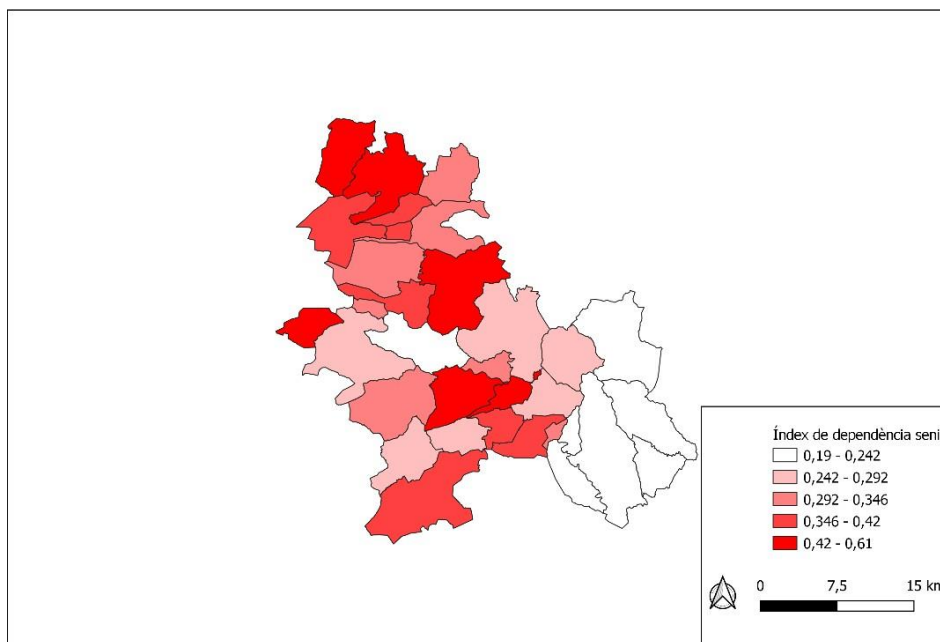 Índex de dependència seni
0,19 - 0,242
0,242 - 0,292
0,292 - 0,346
0,346 - 0,42
0,42 - 0,61
0 7,5 15 km